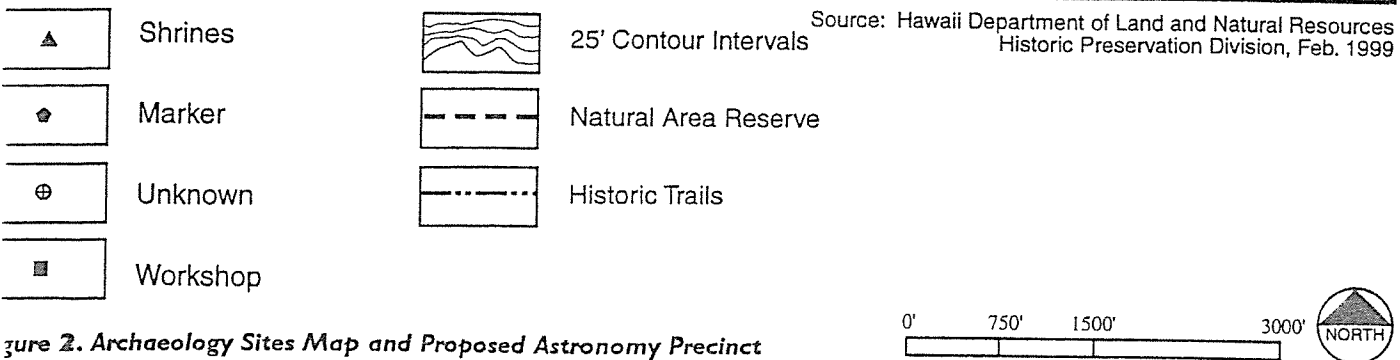 Shrines
Marker
Unknown
Workshop
25' Contour Intervals
Natural Area Reserve
Historic Trails
Source: Hawaii Department of Land and Natural Resources
Historic Preservation Division, Feb. 1999
gure 2. Archaeology Sites Map and Proposed Astronomy Precinct
0' 750' 1500' 3000'
NORTH